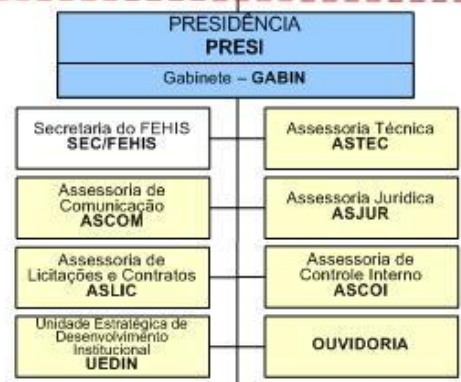 PRESIDÊNCIA
PRESI
Gabinete – GABIN
Secretaria do FEHIS
SEC/FEHIS
Assessoria Técnica
ASTEC
Assessoria de
Comunicação
ASCOM
Assessoria Jurídica
ASJUR
Assessoria de
Licitações e Contratos
ASLIC
Assessoria de
Controle Interno
ASCOI
Unidade Estratégica de
Desenvolvimento
Institucional
UEDIN
OUVIDORIA